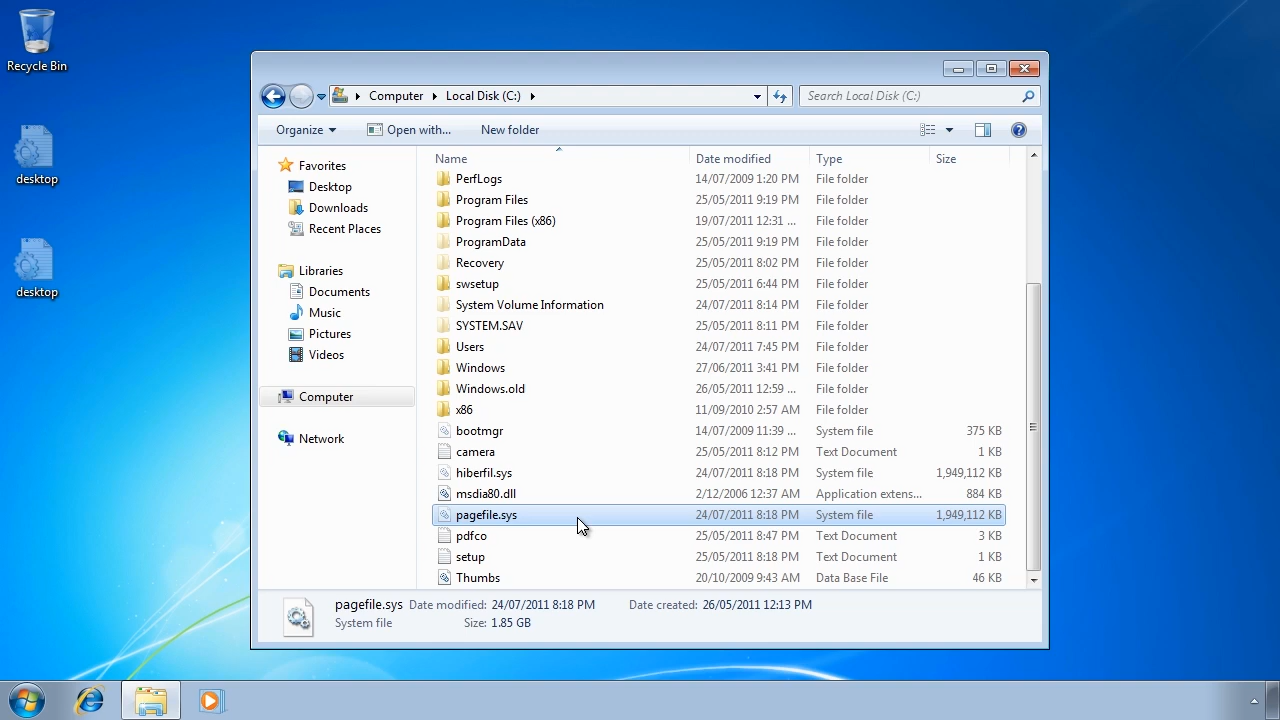 Recycle Bin
desktop
desktop
Computer Local Disk (C:)
Search Local Disk (C:)
Organize Open with... New folder
Favorites
Desktop
Downloads
Recent Places
Libraries
Documents
Music
Pictures
Videos
Computer
Network
Name Date modified Type Size
PerfLogs 14/07/2009 1:20 PM File folder
Program Files 25/05/2011 9:19 PM File folder
Program Files (x86) 19/07/2011 12:31 ... File folder
ProgramData 25/05/2011 9:19 PM File folder
Recovery 25/05/2011 8:02 PM File folder
swsetup 25/05/2011 6:44 PM File folder
System Volume Information 24/07/2011 8:14 PM File folder
SYSTEM.SAV 25/05/2011 8:11 PM File folder
Users 24/07/2011 7:45 PM File folder
Windows 27/06/2011 3:41 PM File folder
Windows.old 26/05/2011 12:59 ... File folder
x86 11/09/2010 2:57 AM File folder
bootmgr 14/07/2009 11:39 ... System file 375 KB
camera 25/05/2011 8:12 PM Text Document 1 KB
hiberfil.sys 24/07/2011 8:18 PM System file 1,949,112 KB
msdia80.dll 2/12/2006 12:37 AM Application extens... 884 KB
pagefile.sys 24/07/2011 8:18 PM System file 1,949,112 KB
pdfco 25/05/2011 8:47 PM Text Document 3 KB
setup 25/05/2011 8:18 PM Text Document 1 KB
Thumbs 20/10/2009 9:43 AM Data Base File 46 KB
pagefile.sys Date modified: 24/07/2011 8:18 PM Date created: 26/05/2011 12:13 PM
System file Size: 1.85 GB